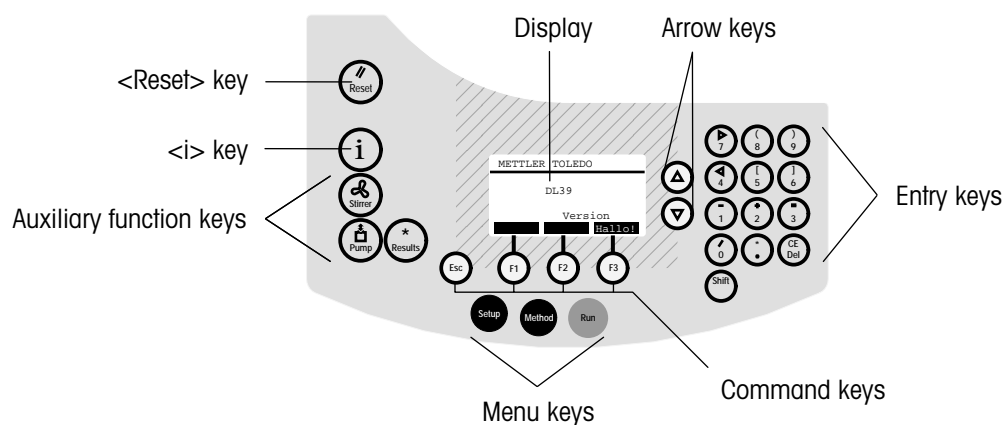 Display
Arrow keys
<Reset> key
Reset
<i> key
i
Auxiliary function keys
Stirrer
Pump
*
Results
METTLER TOLEDO
DL39
Version
Hallo!
Esc
F1
F2
F3
Setup
Method
Run
Menu keys
Command keys
7
(
8
)
9
4
[
5
]
6
-
1
2
3
0
CE
Del
Shift
Entry keys